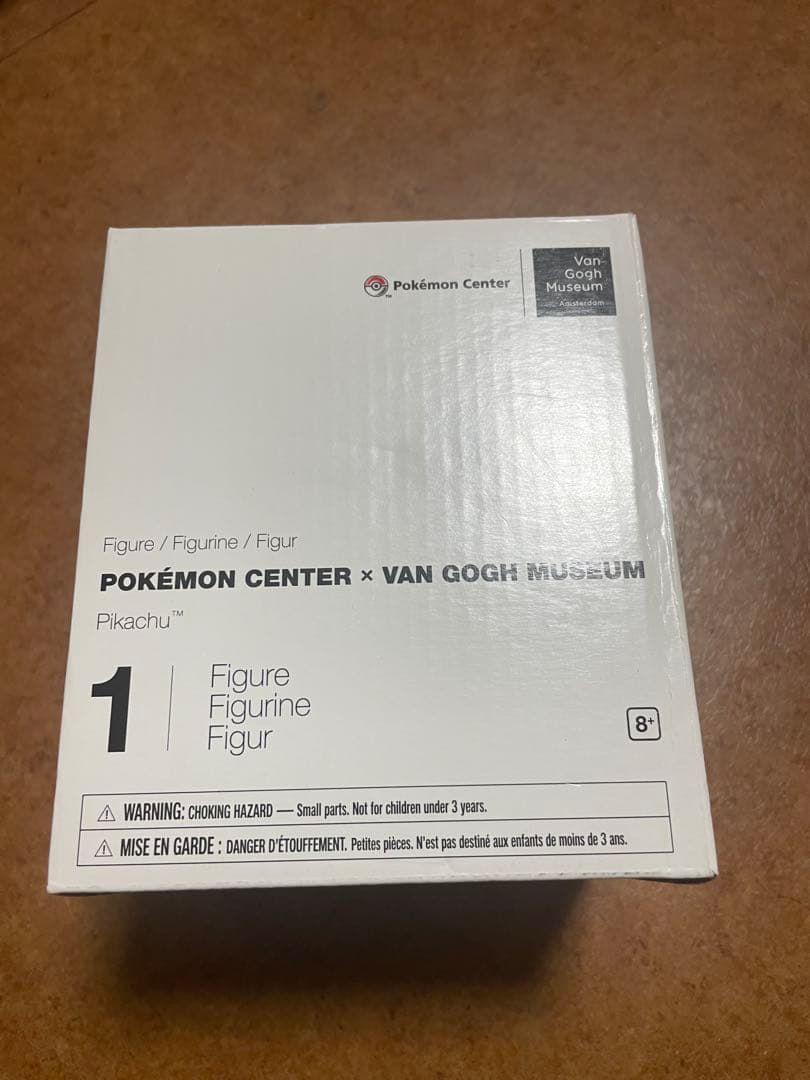 Pokémon Center
Van
Gogh
Museum
Amsterdam
Figure / Figurine / Figur
POKÉMON CENTER × VAN GOGH MUSEUM
Pikachu™
1
Figure
Figurine
Figur
8+
⚠ WARNING: CHOKING HAZARD — Small parts. Not for children under 3 years.
⚠ MISE EN GARDE : DANGER D'ÉTOUFFEMENT. Petites pièces. N'est pas destiné aux enfants de moins de 3 ans.